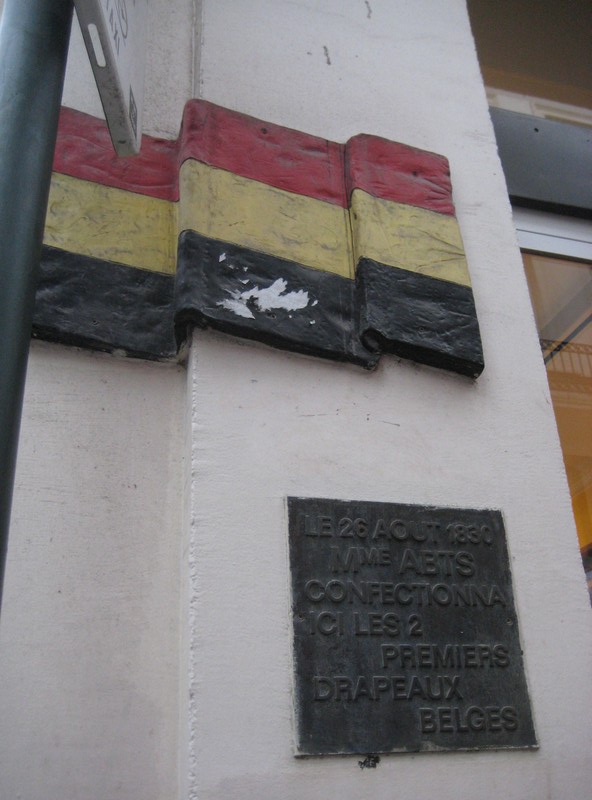 LE 26 AOUT 1830
MME ABTS
CONFECTIONNA
ICI LES 2
PREMIERS
DRAPEAUX
BELGES